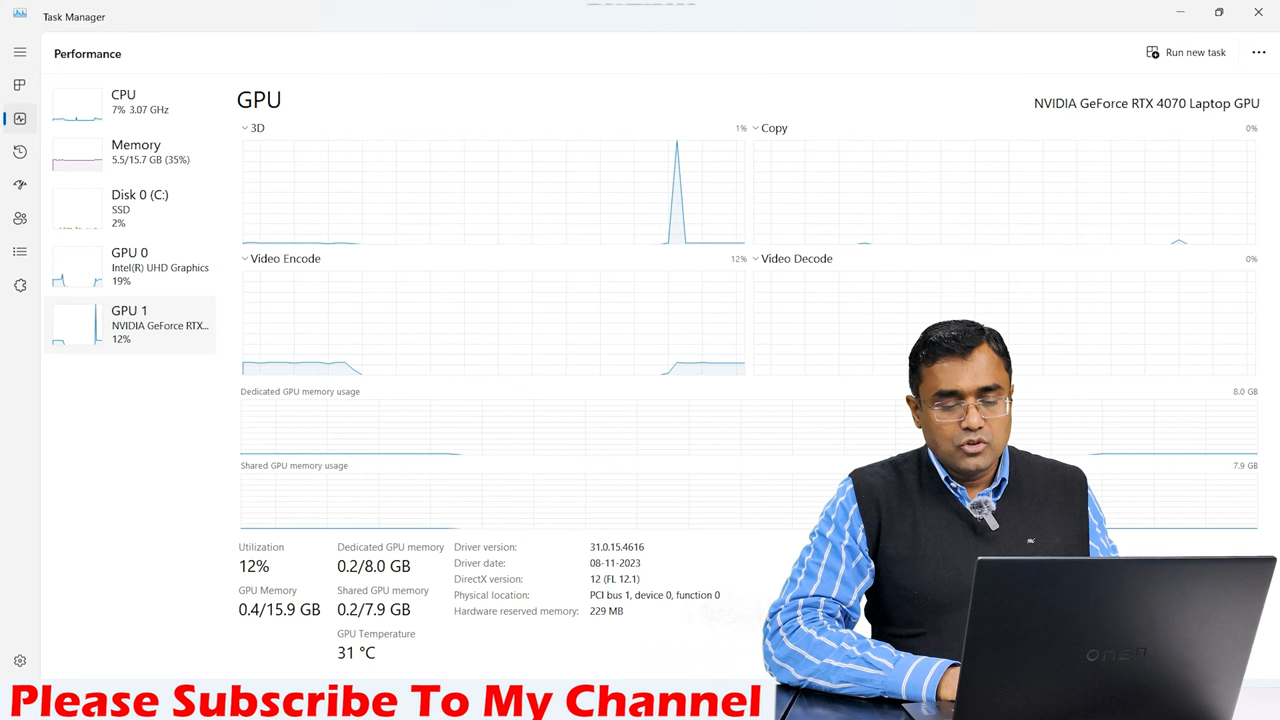 Task Manager
Performance
Run new task
CPU
7% 3.07 GHz
Memory
5.5/15.7 GB (35%)
Disk 0 (C:)
SSD
2%
GPU 0
Intel(R) UHD Graphics
19%
GPU 1
NVIDIA GeForce RTX...
12%
GPU
NVIDIA GeForce RTX 4070 Laptop GPU
3D
1%
Copy
0%
Video Encode
12%
Video Decode
0%
Dedicated GPU memory usage
8.0 GB
Shared GPU memory usage
7.9 GB
Utilization
12%
Dedicated GPU memory
0.2/8.0 GB
GPU Memory
0.4/15.9 GB
Shared GPU memory
0.2/7.9 GB
GPU Temperature
31 °C
Driver version: 31.0.15.4616
Driver date: 08-11-2023
DirectX version: 12 (FL 12.1)
Physical location: PCI bus 1, device 0, function 0
Hardware reserved memory: 229 MB
OMEN
Please Subscribe To My Channel